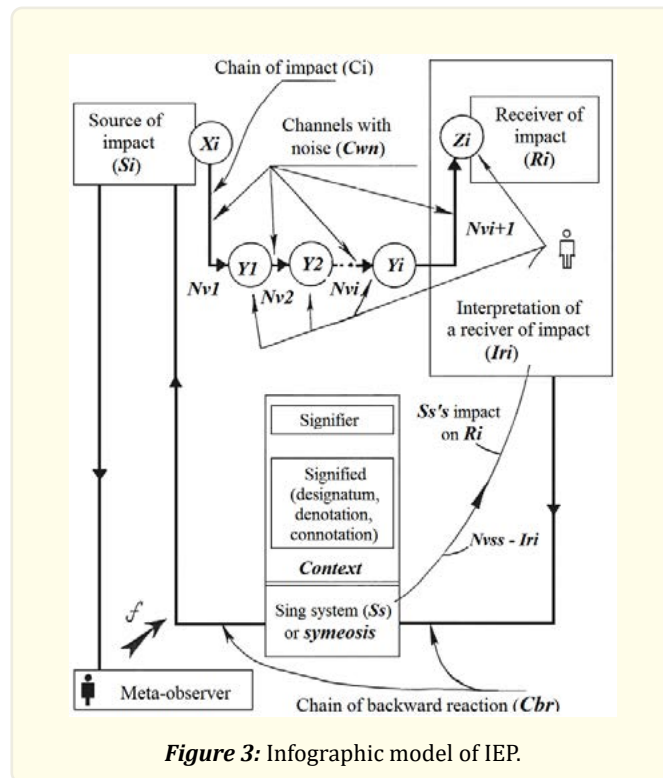 Chain of impact (Ci)
Source of
impact
(Si)
Xi
Channels with
noise (Cwn)
Zi
Receiver of
impact
(Ri)
Nvi+1
Y1
Y2
Yi
Nv1
Nv2
Nvi
Interpretation of
a reciver of impact
(Iri)
Signifier
Ss's impact
on Ri
Signified
(designatum,
denotation,
connotation)
Nvss - Iri
Context
f
Sing system (Ss)
or symeosis
Meta-observer
Chain of backward reaction (Cbr)
Figure 3: Infographic model of IEP.